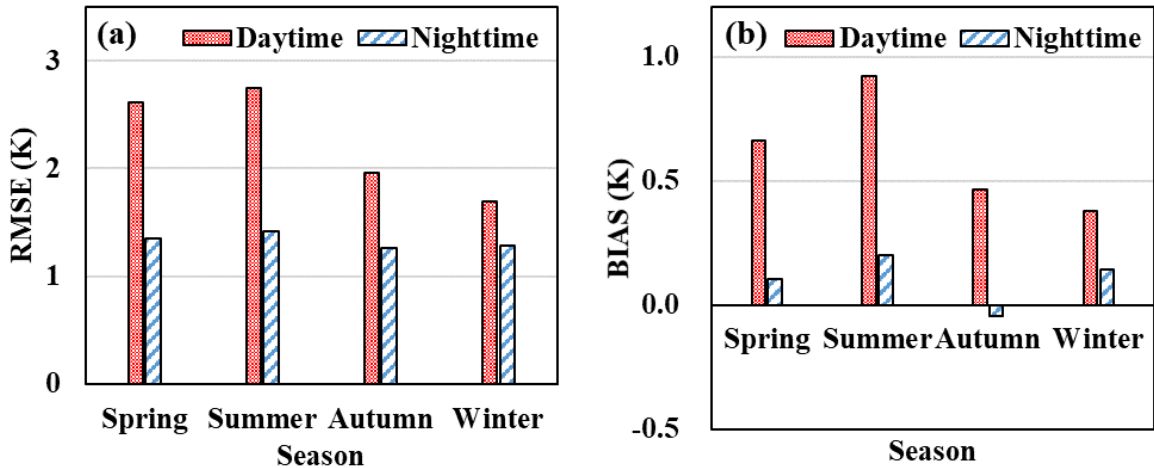 (a) Daytime Nighttime
3
2
1
0
RMSE (K)
Spring Summer Autumn Winter
Season
(b) Daytime Nighttime
1.0
0.5
0.0
-0.5
BIAS (K)
Spring Summer Autumn Winter
Season